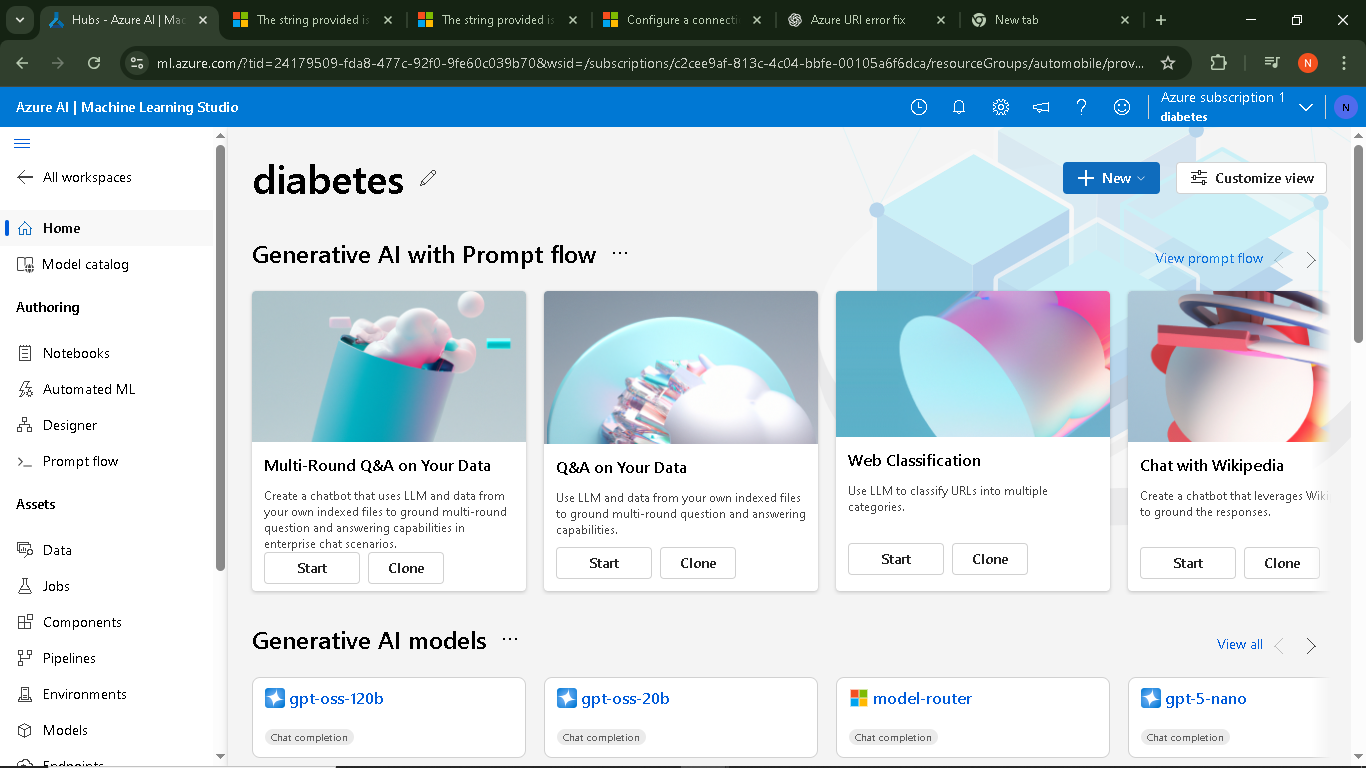 Hubs - Azure AI | Mac
The string provided is
The string provided is
Configure a connecti
Azure URI error fix
New tab
ml.azure.com/?tid=24179509-fda8-477c-92f0-9fe60c039b70&wsid=/subscriptions/c2cee9af-813c-4c04-bbfe-00105a6f6dca/resourceGroups/automobile/prov...
N
Azure AI | Machine Learning Studio
Azure subscription 1
diabetes
N
All workspaces
Home
Model catalog
Authoring
Notebooks
Automated ML
Designer
Prompt flow
Assets
Data
Jobs
Components
Pipelines
Environments
Models
Endpoints
diabetes
New
Customize view
Generative AI with Prompt flow ...
View prompt flow
Multi-Round Q&A on Your Data
Create a chatbot that uses LLM and data from
your own indexed files to ground multi-round
question and answering capabilities in
enterprise chat scenarios.
Start
Clone
Q&A on Your Data
Use LLM and data from your own indexed files
to ground multi-round question and answering
capabilities.
Start
Clone
Web Classification
Use LLM to classify URLs into multiple
categories.
Start
Clone
Chat with Wikipedia
Create a chatbot that leverages Wiki
to ground the responses.
Start
Clone
Generative AI models ...
View all
gpt-oss-120b
Chat completion
gpt-oss-20b
Chat completion
model-router
Chat completion
gpt-5-nano
Chat completion